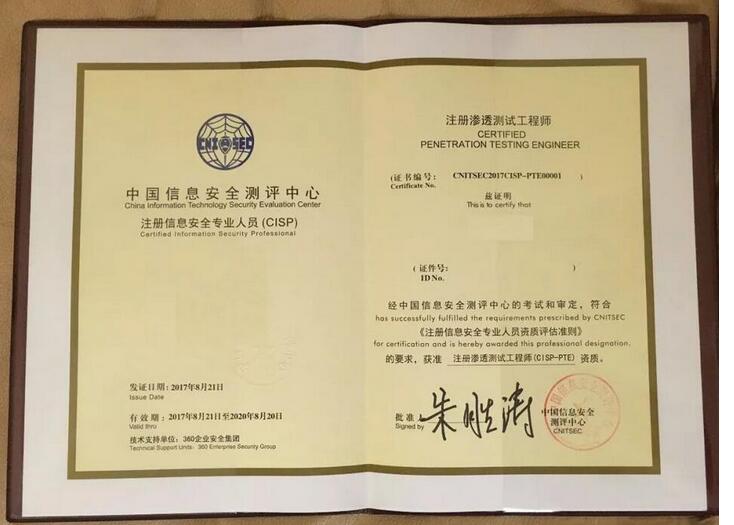 CNITSEC
中国信息安全测评中心
China Information Technology Security Evaluation Center
注册信息安全专业人员(CISP)
Certified Information Security Professional
发证日期：2017年8月21日
Issue Date
有效期：2017年8月21日至2020年8月20日
Valid thru
技术支持单位：360企业安全集团
Technical Support Units: 360 Enterprise Security Group
注册渗透测试工程师
CERTIFIED
PENETRATION TESTING ENGINEER
(证书编号： CNITSEC2017CISP-PTE00001 )
Certificate No.
兹证明
This is to certify that
(证件号： )
ID No.
经中国信息安全测评中心的考试和审定，符合
has successfully fulfilled the requirements prescribed by CNITSEC
《注册信息安全专业人员资质评估准则》
for certification and is hereby awarded this professional designation.
的要求，获准 注册渗透测试工程师(CISP-PTE) 资质。
批准人 朱胜涛
Signed by
中国信息安全
测评中心
CNITSEC